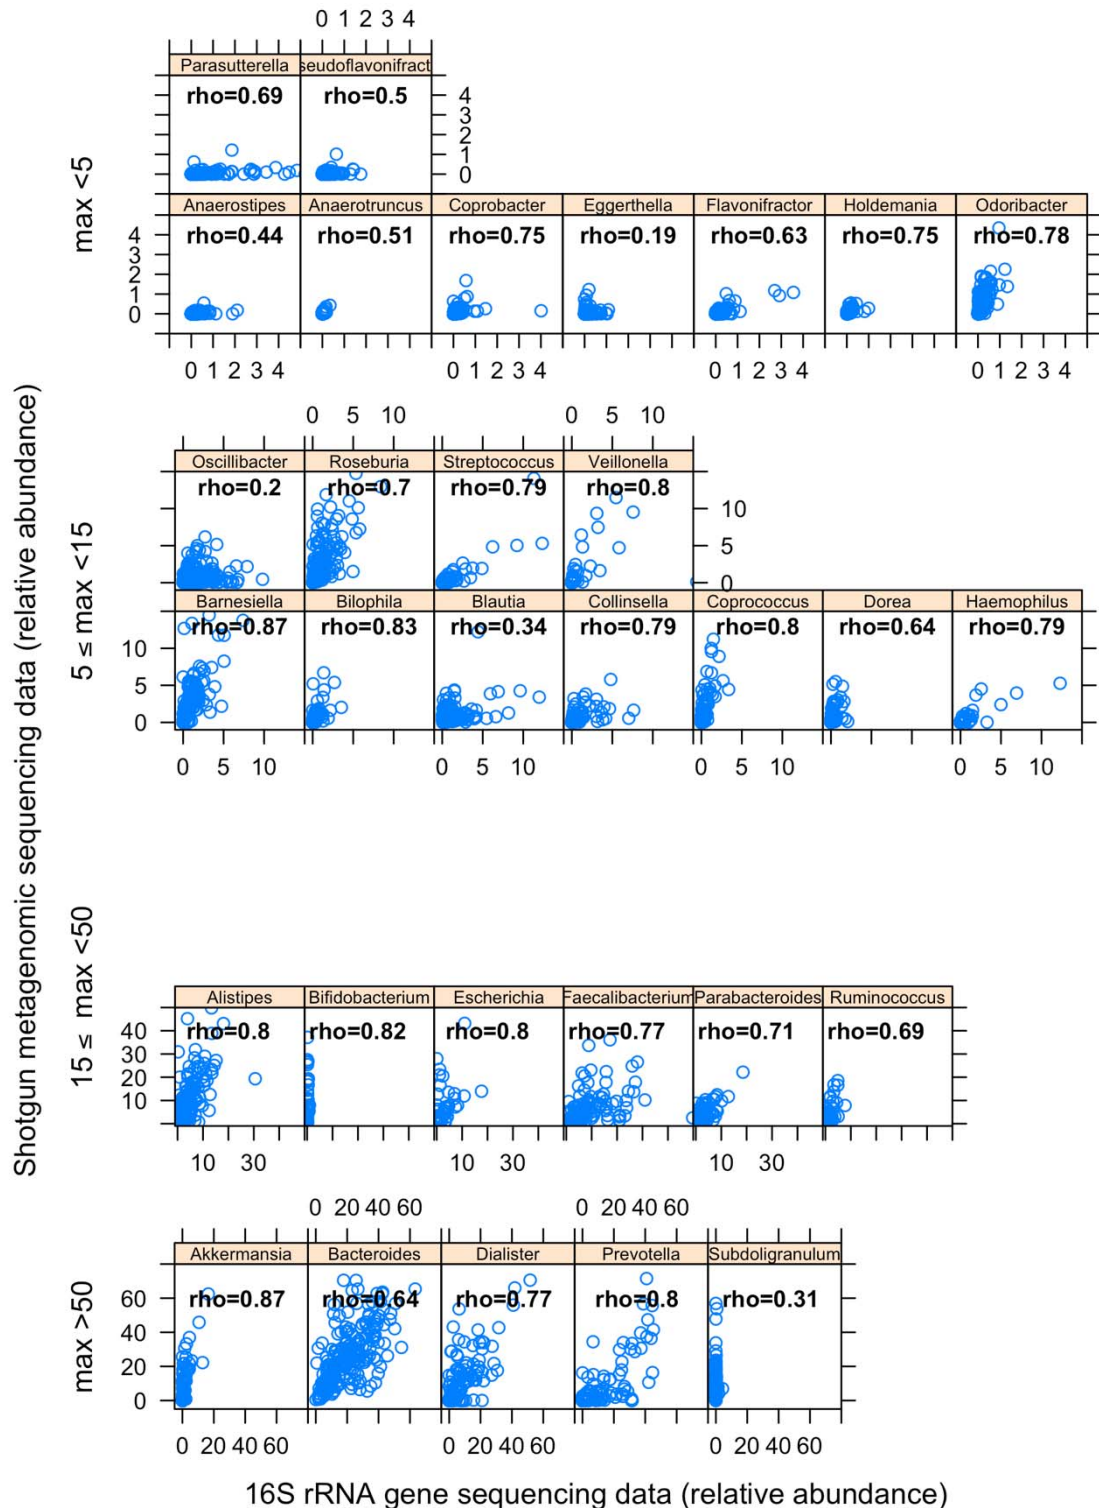 0 1 2 3 4
Parasutterella seudoflavonifract
rho=0.69 rho=0.5
4
3
2
1
0
max <5
Anaerostipes Anaerotruncus Coprobacter Eggerthella Flavonifractor Holdemania Odoribacter
rho=0.44 rho=0.51 rho=0.75 rho=0.19 rho=0.63 rho=0.75 rho=0.78
4
3
2
1
0
0 1 2 3 4 0 1 2 3 4 0 1 2 3 4 0 1 2 3 4
Shotgun metagenomic sequencing data (relative abundance)
0 5 10 0 5 10
Oscillibacter Roseburia Streptococcus Veillonella
rho=0.2 rho=0.7 rho=0.79 rho=0.8
10
5
0
5 ≤ max <15
Barnesiella Bilophila Blautia Collinsella Coprococcus Dorea Haemophilus
rho=0.87 rho=0.83 rho=0.34 rho=0.79 rho=0.8 rho=0.64 rho=0.79
10
5
0
0 5 10 0 5 10 0 5 10 0 5 10
15 ≤ max <50
Alistipes Bifidobacterium Escherichia Faecalibacterium Parabacteroides Ruminococcus
rho=0.8 rho=0.82 rho=0.8 rho=0.77 rho=0.71 rho=0.69
40
30
20
10
10 30 10 30 10 30
0 20 40 60 0 20 40 60
max >50
Akkermansia Bacteroides Dialister Prevotella Subdoligranulum
rho=0.87 rho=0.64 rho=0.77 rho=0.8 rho=0.31
60
40
20
0
0 20 40 60 0 20 40 60 0 20 40 60
16S rRNA gene sequencing data (relative abundance)